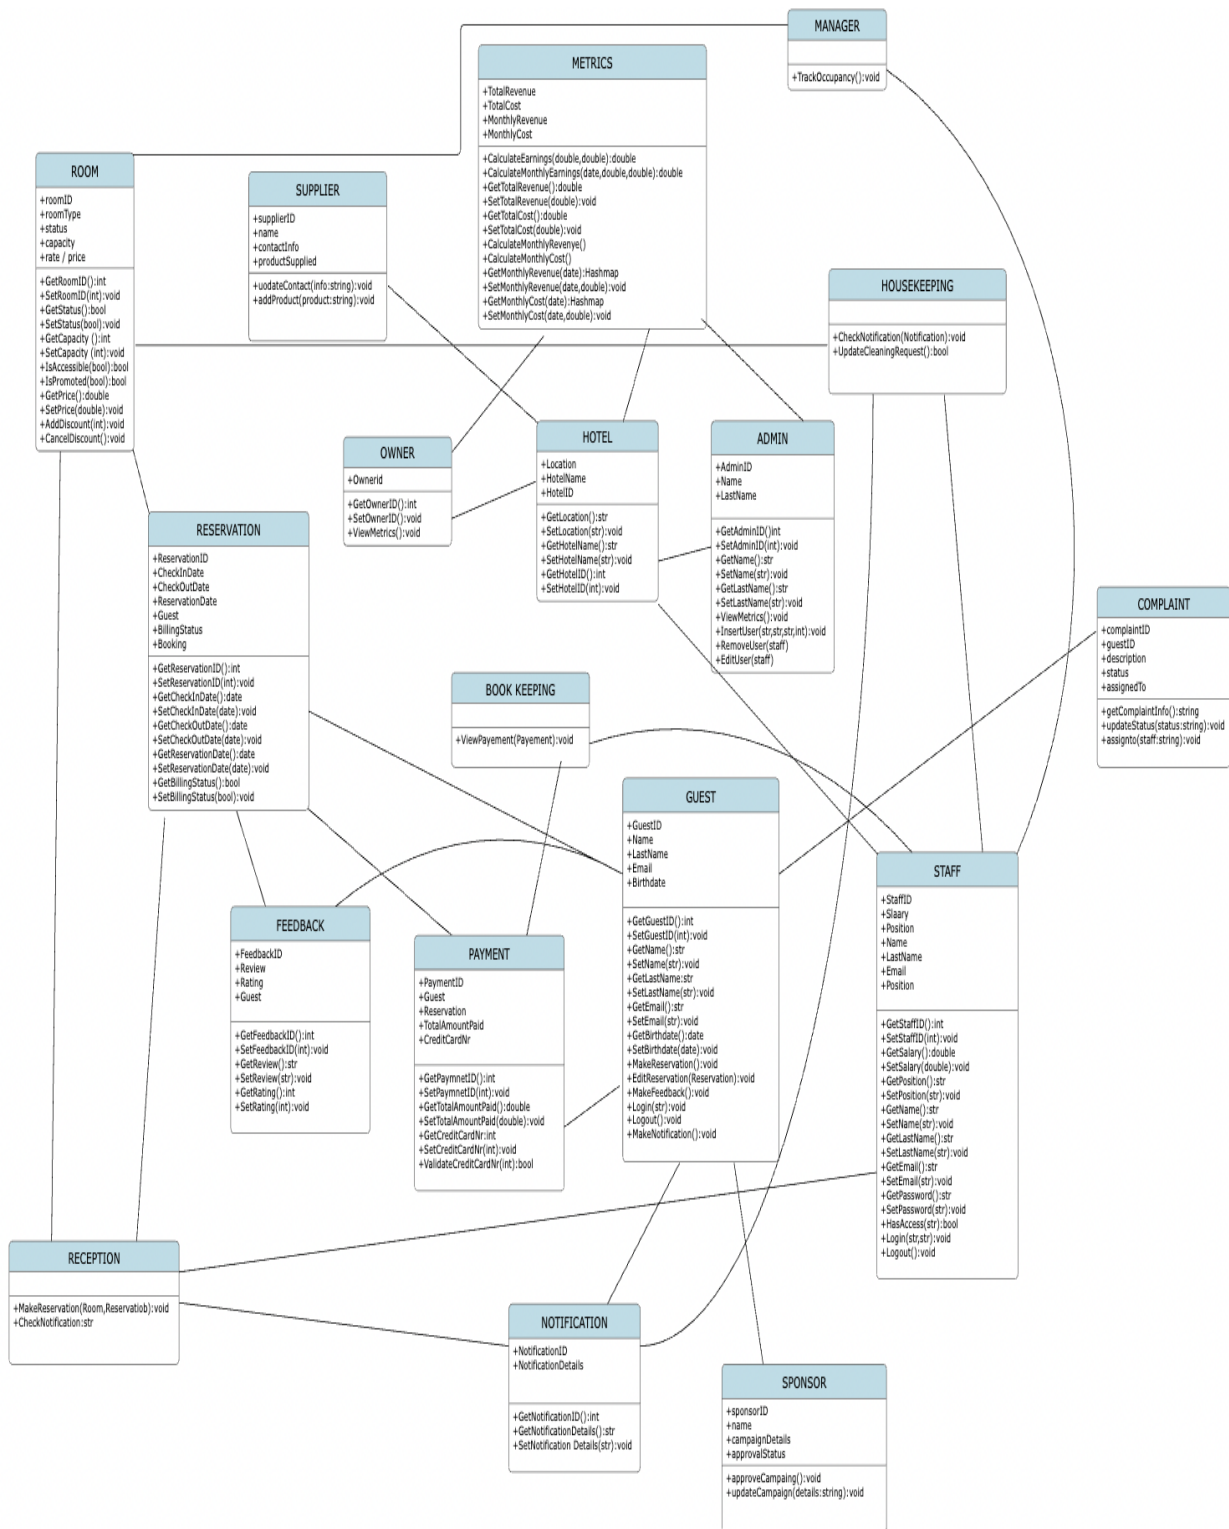 MANAGER
+TrackOccupancy():void
METRICS
+TotalRevenue
+TotalCost
+MonthlyRevenue
+MonthlyCost
+CalculateEarnings(double,double):double
+CalculateMonthlyEarnings(date,double,double):double
+GetTotalRevenue():double
+SetTotalRevenue(double):void
+GetTotalCost():double
+SetTotalCost(double):void
+CalculateMonthlyRevenye()
+CalculateMonthlyCost()
+GetMonthlyRevenue(date):Hashmap
+SetMonthlyRevenue(date,double):void
+GetMonthlyCost(date):Hashmap
+SetMonthlyCost(date,double):void
ROOM
+roomID
+roomType
+status
+capacity
+rate / price
+GetRoomID():int
+SetRoomID(int):void
+GetStatus():bool
+SetStatus(bool):void
+GetCapacity ():int
+SetCapacity (int):void
+IsAccessible(bool):bool
+IsPromoted(bool):bool
+GetPrice():double
+SetPrice(double):void
+AddDiscount(int):void
+CancelDiscount():void
SUPPLIER
+supplierID
+name
+contactInfo
+productSupplied
+uodateContact(info:string):void
+addProduct(product:string):void
HOUSEKEEPING
+CheckNotification(Notification):void
+UpdateCleaningRequest():bool
OWNER
+Ownerid
+GetOwnerID():int
+SetOwnerID():void
+ViewMetrics():void
HOTEL
+Location
+HotelName
+HotelID
+GetLocation():str
+SetLocation(str):void
+GetHotelName():str
+SetHotelName(str):void
+GetHotelID():int
+SetHotelID(int):void
ADMIN
+AdminID
+Name
+LastName
+GetAdminID()int
+SetAdminID(int):void
+GetName():str
+SetName(str):void
+GetLastName():str
+SetLastName(str):void
+ViewMetrics():void
+InsertUser(str,str,str,int):void
+RemoveUser(staff)
+EditUser(staff)
RESERVATION
+ReservationID
+CheckInDate
+CheckOutDate
+ReservationDate
+Guest
+BillingStatus
+Booking
+GetReservationID():int
+SetReservationID(int):void
+GetCheckInDate():date
+SetCheckInDate(date):void
+GetCheckOutDate():date
+SetCheckOutDate(date):void
+GetReservationDate():date
+SetReservationDate(date):void
+GetBillingStatus():bool
+SetBillingStatus(bool):void
COMPLAINT
+complaintID
+guestID
+description
+status
+assignedTo
+getComplaintInfo():string
+updateStatus(status:string):void
+assignto(staff:string):void
BOOK KEEPING
+ViewPayement(Payement):void
GUEST
+GuestID
+Name
+LastName
+Email
+Birthdate
+GetGuestID():int
+SetGuestID(int):void
+GetName():str
+SetName(str):void
+GetLastName:str
+SetLastName(str):void
+GetEmail():str
+SetEmail(str):void
+GetBirthdate():date
+SetBirthdate(date):void
+MakeReservation():void
+EditReservation(Reservation):void
+MakeFeedback():void
+Login(str):void
+Logout():void
+MakeNotification():void
STAFF
+StaffID
+Slaary
+Position
+Name
+LastName
+Email
+Position
+GetStaffID():int
+SetStaffID(int):void
+GetSalary():double
+SetSalary(double):void
+GetPosition():str
+SetPosition(str):void
+GetName():str
+SetName(str):void
+GetLastName():str
+SetLastName(str):void
+GetEmail():str
+SetEmail(str):void
+GetPassword():str
+SetPassword(str):void
+HasAccess(str):bool
+Login(str,str):void
+Logout():void
FEEDBACK
+FeedbackID
+Review
+Rating
+Guest
+GetFeedbackID():int
+SetFeedbackID(int):void
+GetReview():str
+SetReview(str):void
+GetRating():int
+SetRating(int):void
PAYMENT
+PaymentID
+Guest
+Reservation
+TotalAmountPaid
+CreditCardNr
+GetPaymnetID():int
+SetPaymnetID(int):void
+GetTotalAmountPaid():double
+SetTotalAmountPaid(double):void
+GetCreditCardNr:int
+SetCreditCardNr(int):void
+ValidateCreditCardNr(int):bool
RECEPTION
+MakeReservation(Room,Reservatiob):void
+CheckNotification:str
NOTIFICATION
+NotificationID
+NotificationDetails
+GetNotificationID():int
+GetNotificationDetails():str
+SetNotification Details(str):void
SPONSOR
+sponsorID
+name
+campaignDetails
+approvalStatus
+approveCampaing():void
+updateCampaign(details:string):void